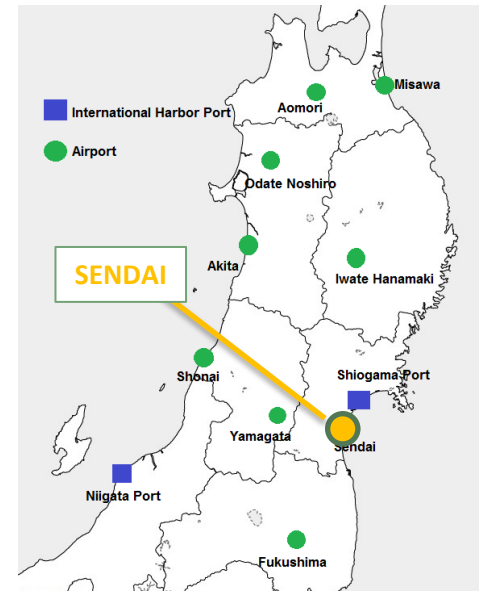 Misawa
Aomori
International Harbor Port
Airport
Odate Noshiro
Akita
Iwate Hanamaki
SENDAI
Shonai
Shiogama Port
Yamagata
Sendai
Niigata Port
Fukushima